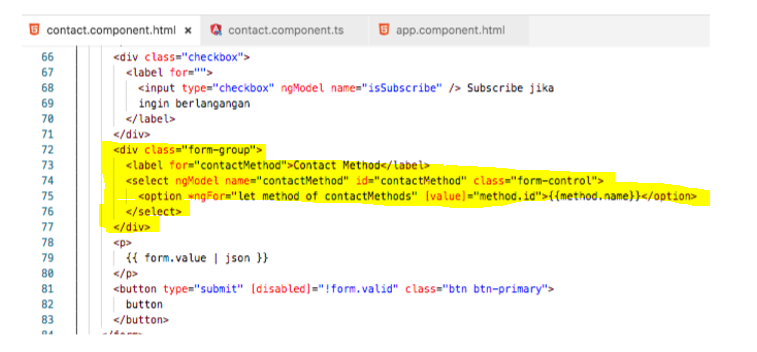 contact.component.html × contact.component.ts app.component.html
66 <div class="checkbox">
67 <label for="">
68 <input type="checkbox" ngModel name="isSubscribe" /> Subscribe jika
69 ingin berlangangan
70 </label>
71 </div>
72 <div class="form-group">
73 <label for="contactMethod">Contact Method</label>
74 <select ngModel name="contactMethod" id="contactMethod" class="form-control">
75 <option *ngFor="let method of contactMethods" [value]="method.id">{{method.name}}</option>
76 </select>
77 </div>
78 <p>
79 {{ form.value | json }}
80 </p>
81 <button type="submit" [disabled]="!form.valid" class="btn btn-primary">
82 button
83 </button>
84 </form>